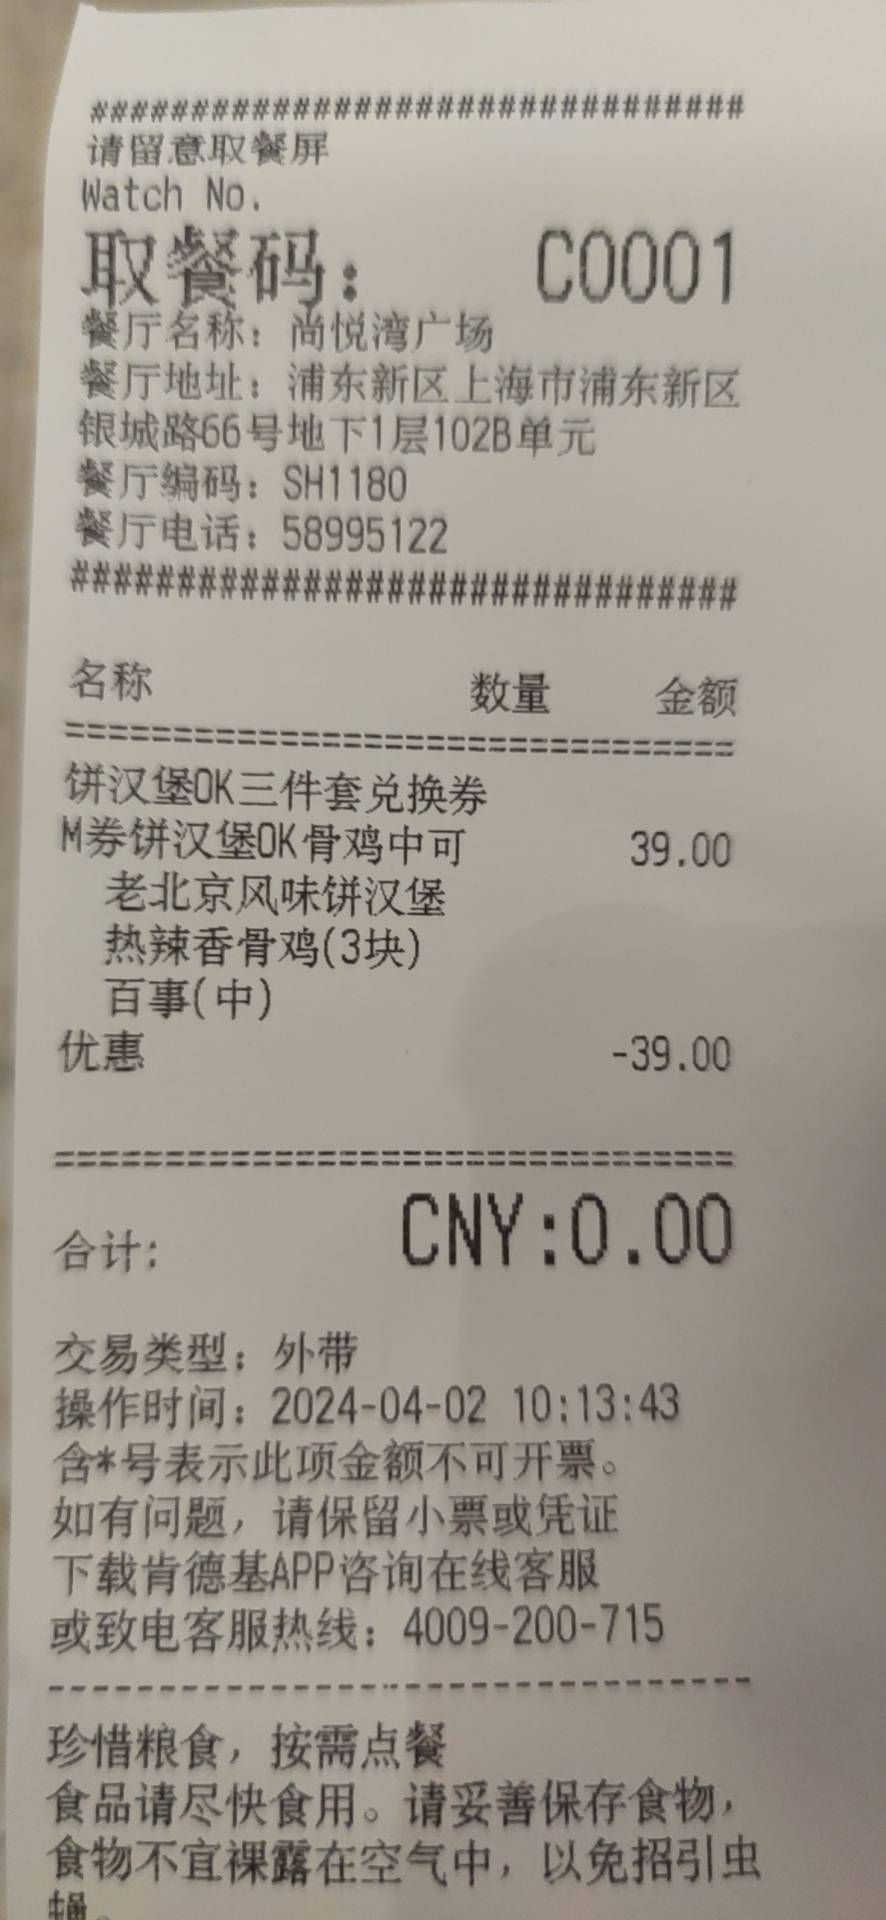 ################################
请留意取餐屏
Watch No.
取餐码: C0001
餐厅名称: 尚悦湾广场
餐厅地址: 浦东新区上海市浦东新区
银城路66号地下1层102B单元
餐厅编码: SH1180
餐厅电话: 58995122
################################
名称 数量 金额
================================
饼汉堡OK三件套兑换券
M券饼汉堡OK骨鸡中可 39.00
老北京风味饼汉堡
热辣香骨鸡(3块)
百事(中)
优惠 -39.00
================================
合计: CNY:0.00
交易类型: 外带
操作时间: 2024-04-02 10:13:43
含*号表示此项金额不可开票。
如有问题, 请保留小票或凭证
下载肯德基APP咨询在线客服
或致电客服热线: 4009-200-715
--------------------------------
珍惜粮食, 按需点餐
食品请尽快食用。请妥善保存食物,
食物不宜裸露在空气中, 以免招引虫
蝇。